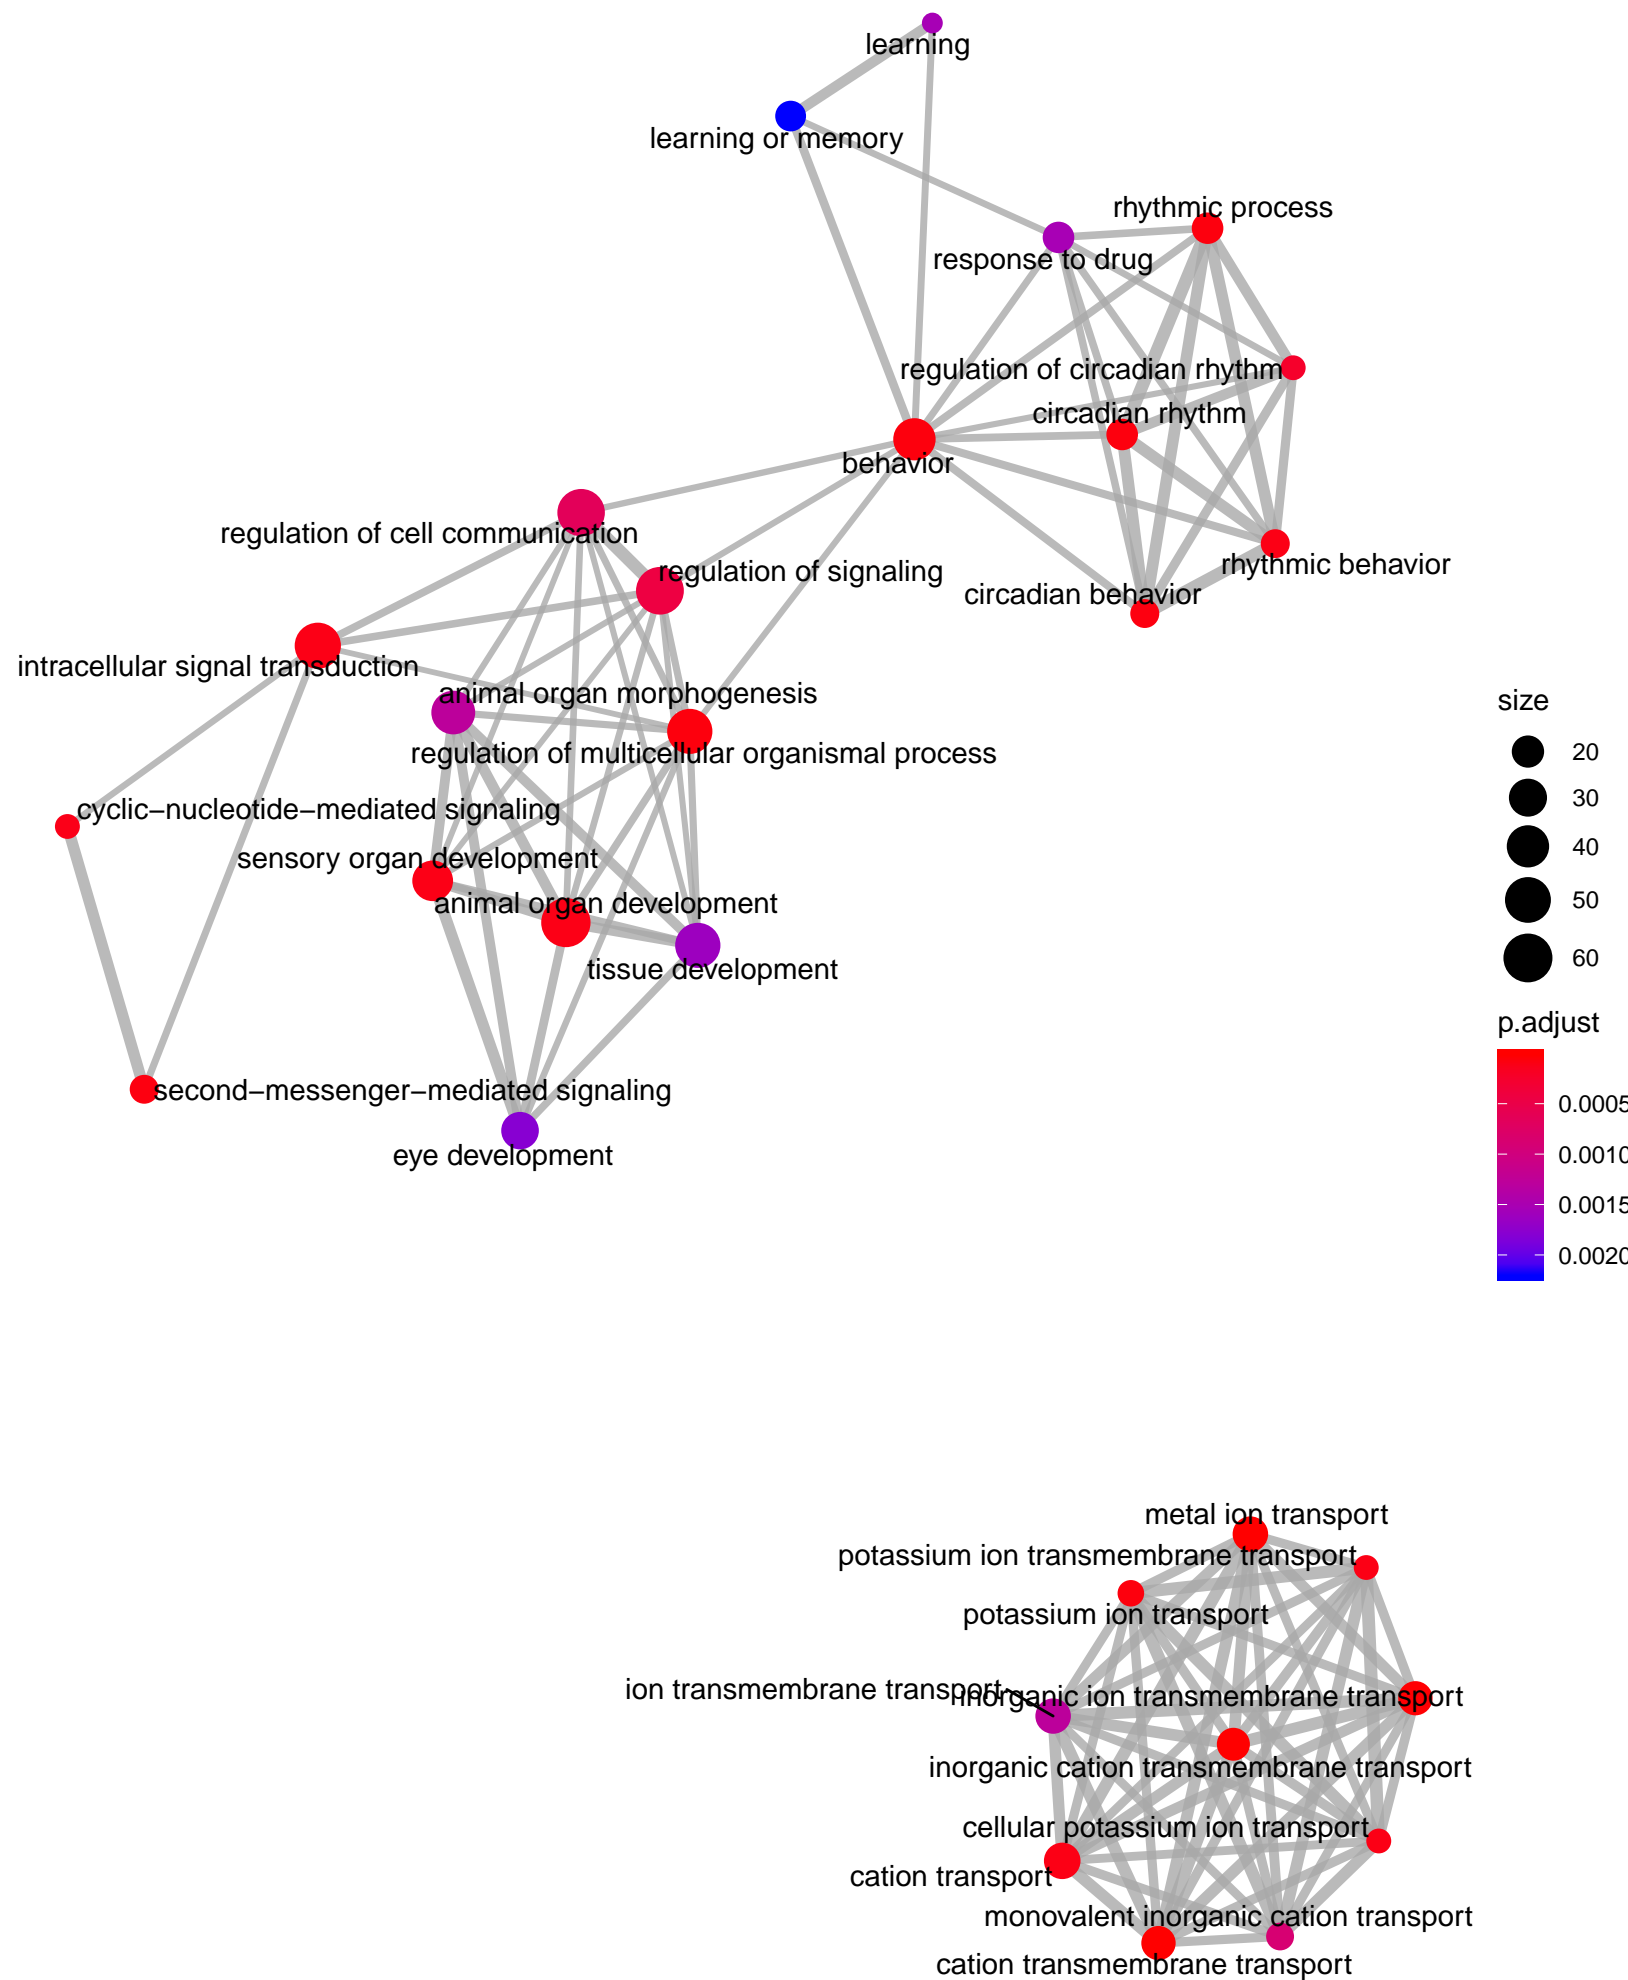 learning
learning or memory
rhythmic process
response to drug
regulation of circadian rhythm
circadian rhythm
behavior
regulation of cell communication
rhythmic behavior
regulation of signaling
circadian behavior
intracellular signal transduction
animal organ morphogenesis
regulation of multicellular organismal process
cyclic−nucleotide−mediated signaling
sensory organ development
animal organ development
tissue development
second−messenger−mediated signaling
eye development
size
20
30
40
50
60
p.adjust
0.0005
0.0010
0.0015
0.0020
metal ion transport
potassium ion transmembrane transport
potassium ion transport
ion transmembrane transport
inorganic ion transmembrane transport
inorganic cation transmembrane transport
cellular potassium ion transport
cation transport
monovalent inorganic cation transport
cation transmembrane transport